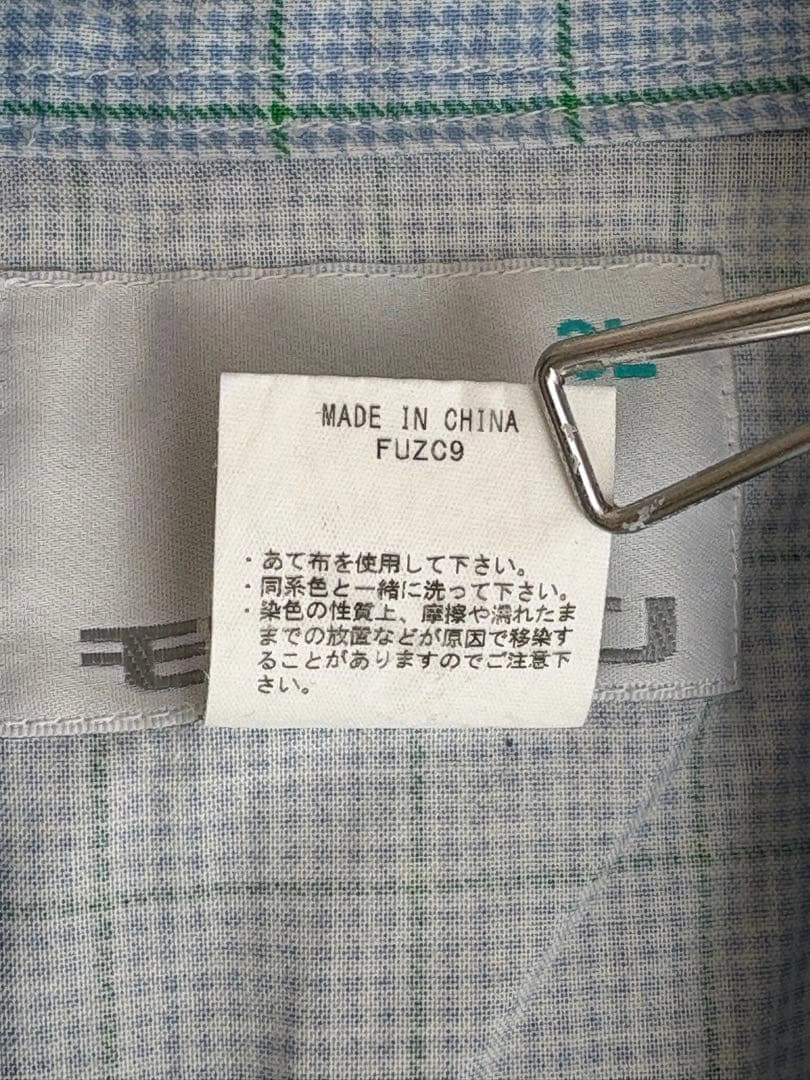 2L
MADE IN CHINA
FUZC9
・あて布を使用して下さい。
・同系色と一緒に洗って下さい。
・染色の性質上、摩擦や濡れたま
までの放置などが原因で移染す
ることがありますのでご注意下
さい。